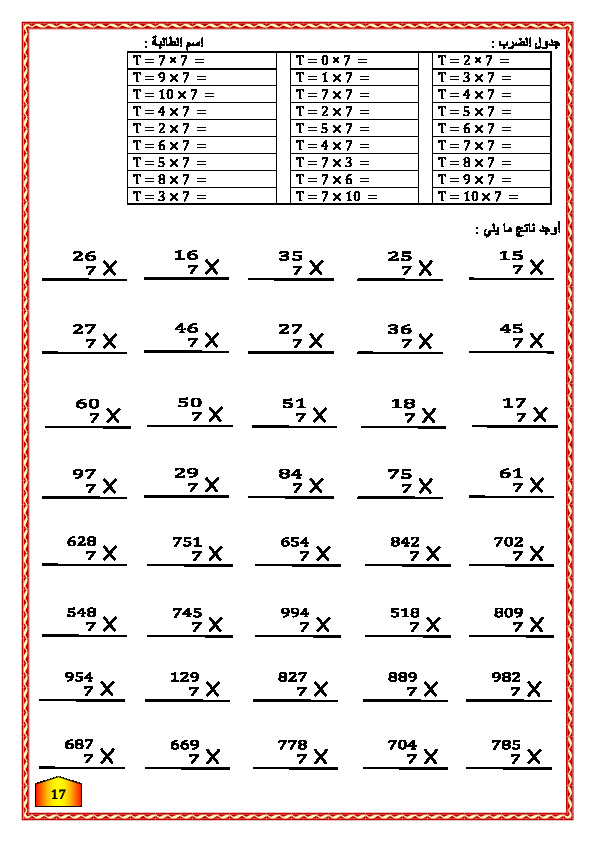 جدول الضرب : اسم الطالبة :
T = 7 × 7 = T = 0 × 7 = T = 2 × 7 =
T = 9 × 7 = T = 1 × 7 = T = 3 × 7 =
T = 10 × 7 = T = 7 × 7 = T = 4 × 7 =
T = 4 × 7 = T = 2 × 7 = T = 5 × 7 =
T = 2 × 7 = T = 5 × 7 = T = 6 × 7 =
T = 6 × 7 = T = 4 × 7 = T = 7 × 7 =
T = 5 × 7 = T = 7 × 3 = T = 8 × 7 =
T = 8 × 7 = T = 7 × 6 = T = 9 × 7 =
T = 3 × 7 = T = 7 × 10 = T = 10 × 7 =
أوجد ناتج ما يلي :
26 16 35 25 15
7 × 7 × 7 × 7 × 7 ×
27 46 27 36 45
7 × 7 × 7 × 7 × 7 ×
60 50 51 18 17
7 × 7 × 7 × 7 × 7 ×
97 29 84 75 61
7 × 7 × 7 × 7 × 7 ×
628 751 654 842 702
7 × 7 × 7 × 7 × 7 ×
548 745 994 518 809
7 × 7 × 7 × 7 × 7 ×
954 129 827 889 982
7 × 7 × 7 × 7 × 7 ×
687 669 778 704 785
7 × 7 × 7 × 7 × 7 ×
17